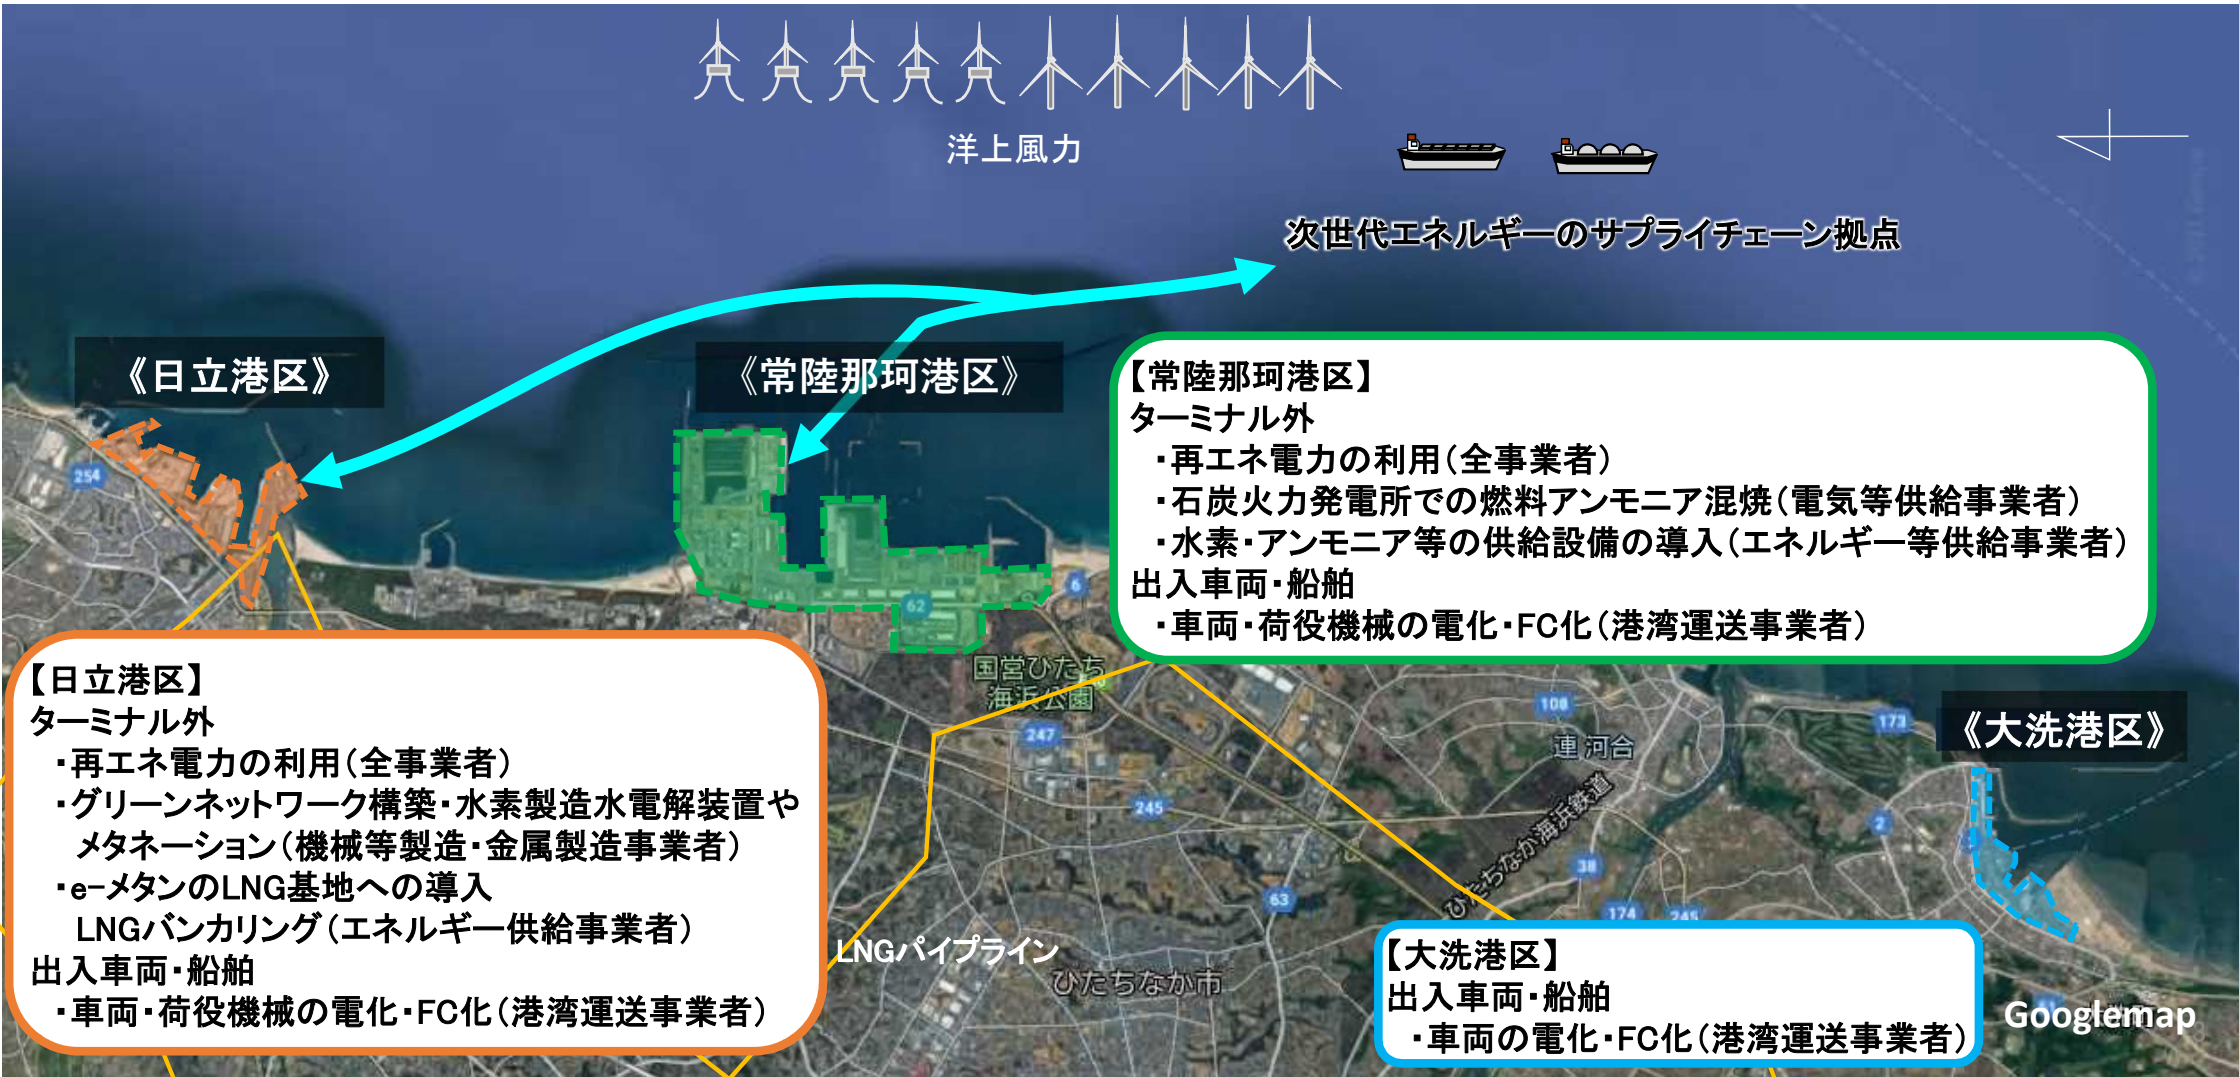 洋上風力
次世代エネルギーのサプライチェーン拠点
《日立港区》
《常陸那珂港区》
【常陸那珂港区】
ターミナル外
・再エネ電力の利用（全事業者）
・石炭火力発電所での燃料アンモニア混焼（電気等供給事業者）
・水素・アンモニア等の供給設備の導入（エネルギー等供給事業者）
出入車両・船舶
・車両・荷役機械の電化・FC化（港湾運送事業者）
254
62
6
国営ひたち
海浜公園
247
245
108
連 河合
173
《大洗港区》
2
ひたちなか海浜鉄道
38
63
174
245
【日立港区】
ターミナル外
・再エネ電力の利用（全事業者）
・グリーンネットワーク構築・水素製造水電解装置や
メタネーション（機械等製造・金属製造事業者）
・e-メタンのLNG基地への導入
LNGバンカリング（エネルギー供給事業者）
出入車両・船舶
・車両・荷役機械の電化・FC化（港湾運送事業者）
LNGパイプライン
ひたちなか市
【大洗港区】
出入車両・船舶
・車両の電化・FC化（港湾運送事業者）
51
Googlemap